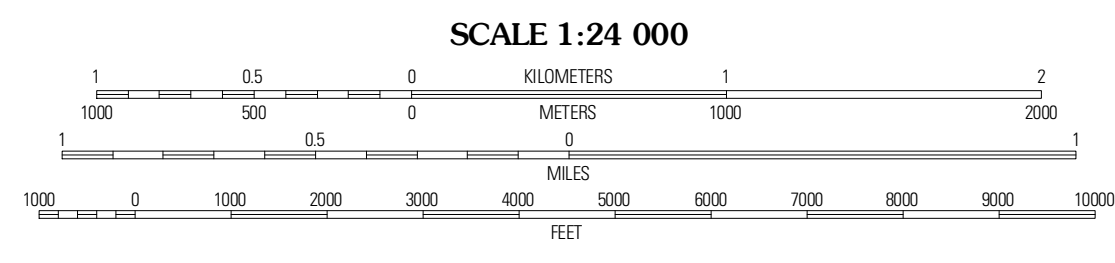 SCALE 1:24 000
1 0.5 0 KILOMETERS 1 2
1000 500 0 METERS 1000 2000
1 0.5 0 1
MILES
1000 0 1000 2000 3000 4000 5000 6000 7000 8000 9000 10000
FEET